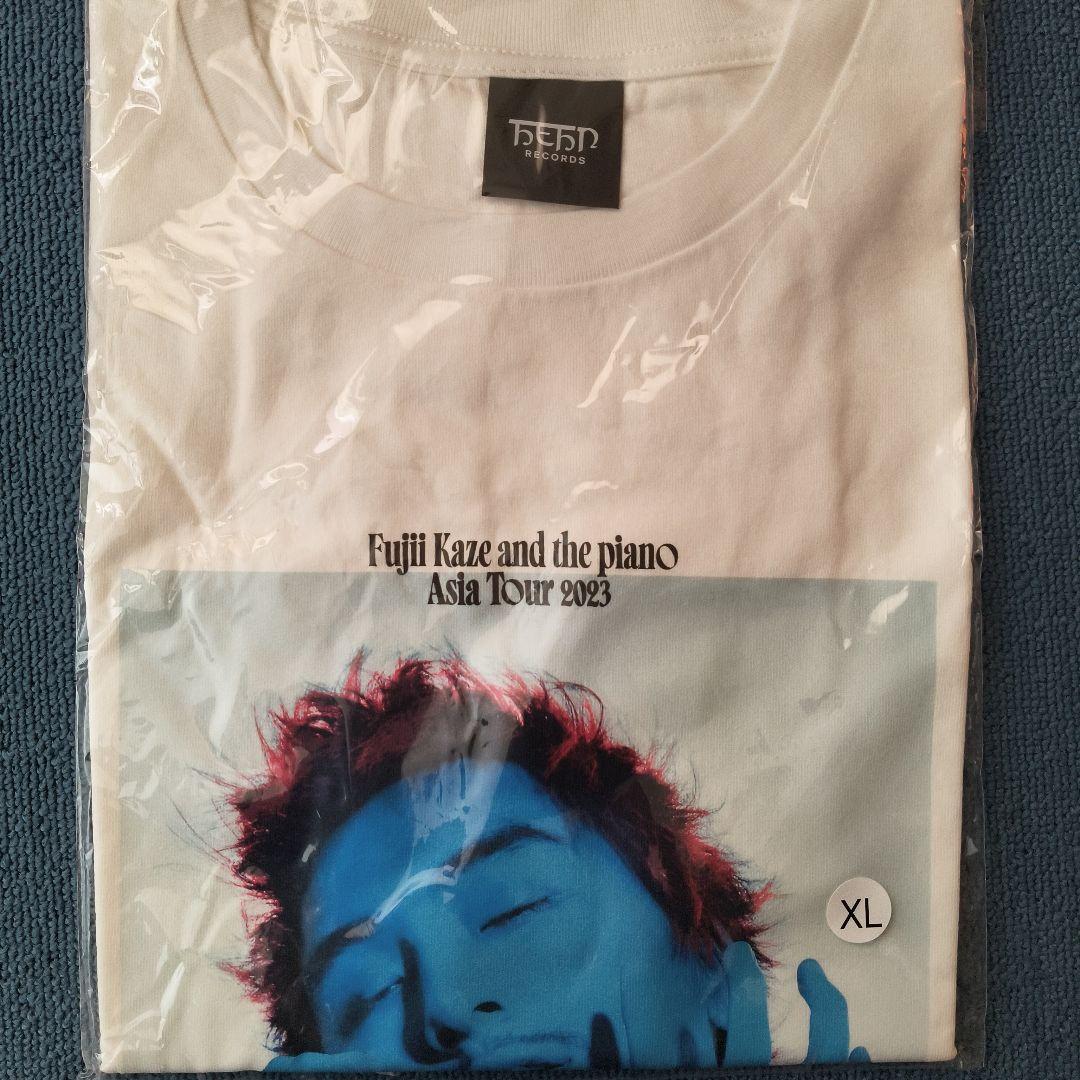 HEHN
RECORDS
Fujii Kaze and the piano
Asia Tour 2023
XL